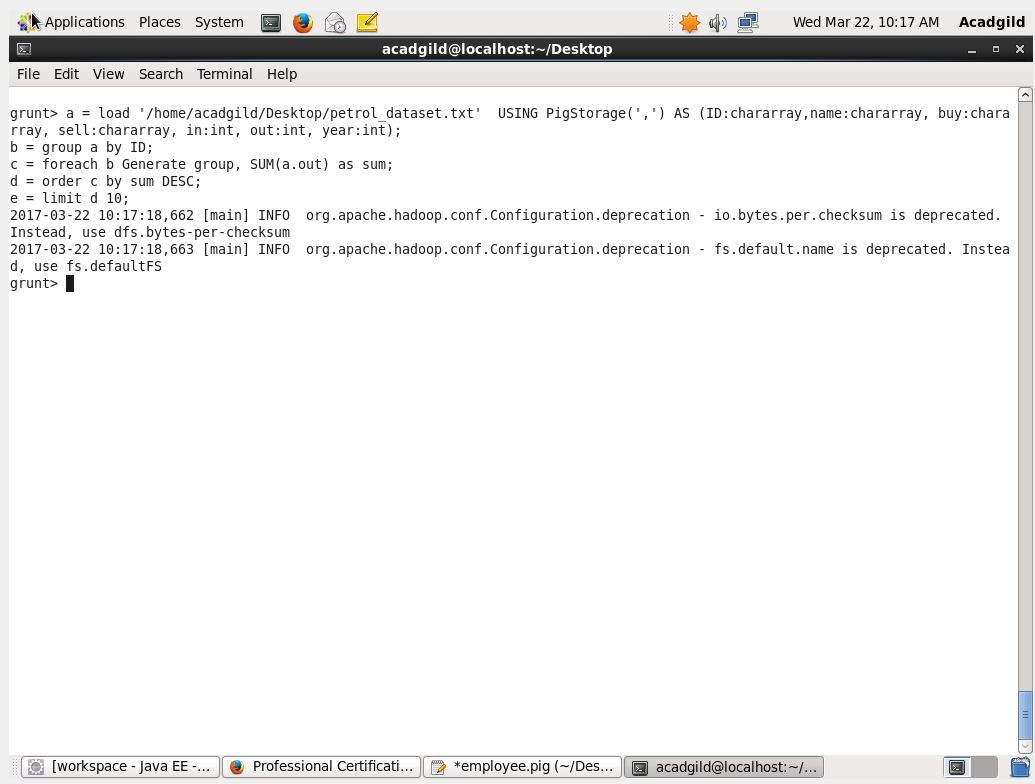 Applications Places System Wed Mar 22, 10:17 AM Acadgild
acadgild@localhost:~/Desktop
File Edit View Search Terminal Help
grunt> a = load '/home/acadgild/Desktop/petrol_dataset.txt'  USING PigStorage(',') AS (ID:chararray,name:chararray, buy:chara
rray, sell:chararray, in:int, out:int, year:int);
b = group a by ID;
c = foreach b Generate group, SUM(a.out) as sum;
d = order c by sum DESC;
e = limit d 10;
2017-03-22 10:17:18,662 [main] INFO  org.apache.hadoop.conf.Configuration.deprecation - io.bytes.per.checksum is deprecated.
Instead, use dfs.bytes-per-checksum
2017-03-22 10:17:18,663 [main] INFO  org.apache.hadoop.conf.Configuration.deprecation - fs.default.name is deprecated. Instea
d, use fs.defaultFS
grunt>
[workspace - Java EE -... Professional Certificati... *employee.pig (~/Des... acadgild@localhost:~/...